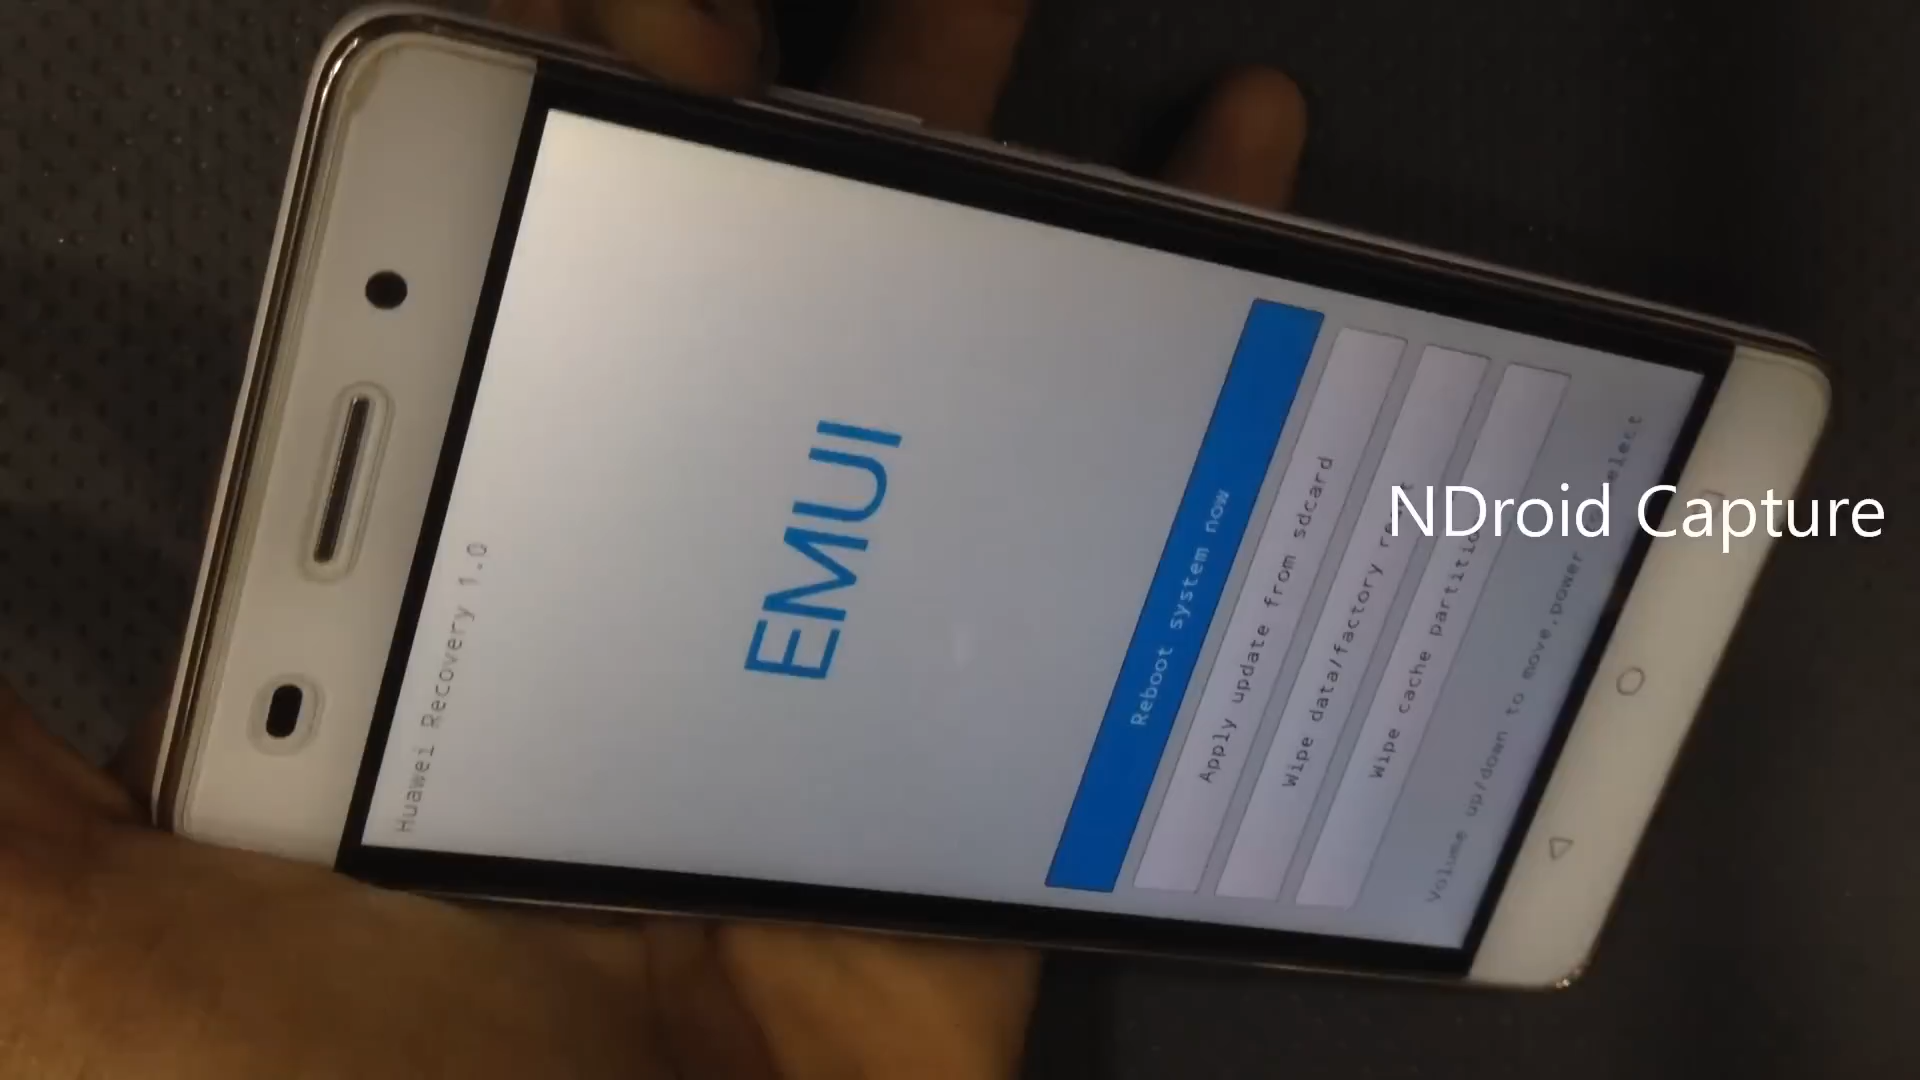 Huawei Recovery 1.0
EMUI
Reboot system now
Apply update from sdcard
Wipe data/factory
Wipe cache
Volume up/down to move,power
NDroid Capture